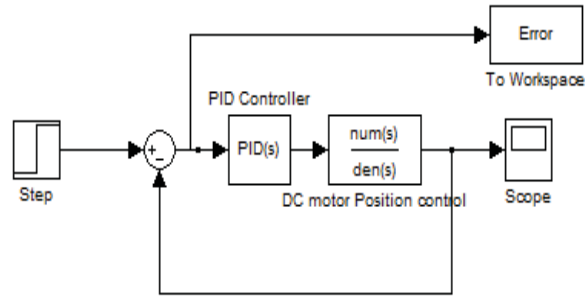 Error
To Workspace
PID Controller
+
-
PID(s)
num(s)
den(s)
Step
DC motor Position control
Scope